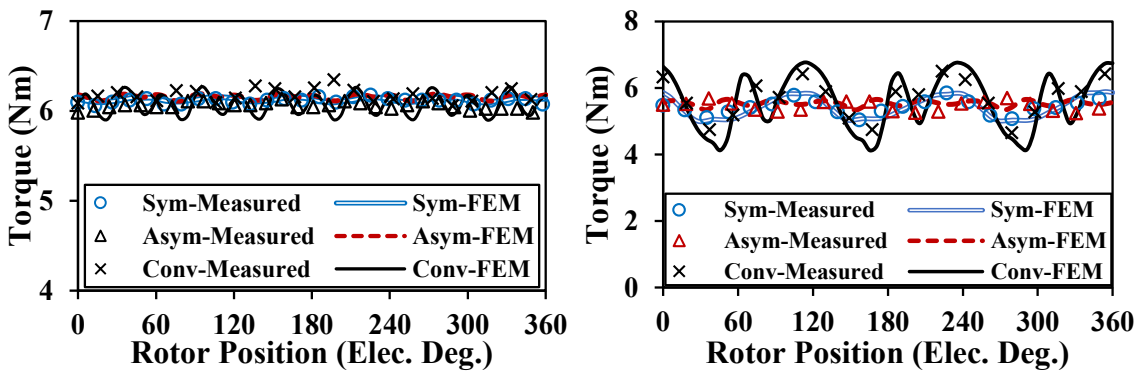 7
6
5
4
Torque (Nm)
Sym-Measured
Sym-FEM
Asym-Measured
Asym-FEM
Conv-Measured
Conv-FEM
0 60 120 180 240 300 360
Rotor Position (Elec. Deg.)
8
6
4
2
0
Torque (Nm)
Sym-Measured
Sym-FEM
Asym-Measured
Asym-FEM
Conv-Measured
Conv-FEM
0 60 120 180 240 300 360
Rotor Position (Elec. Deg.)